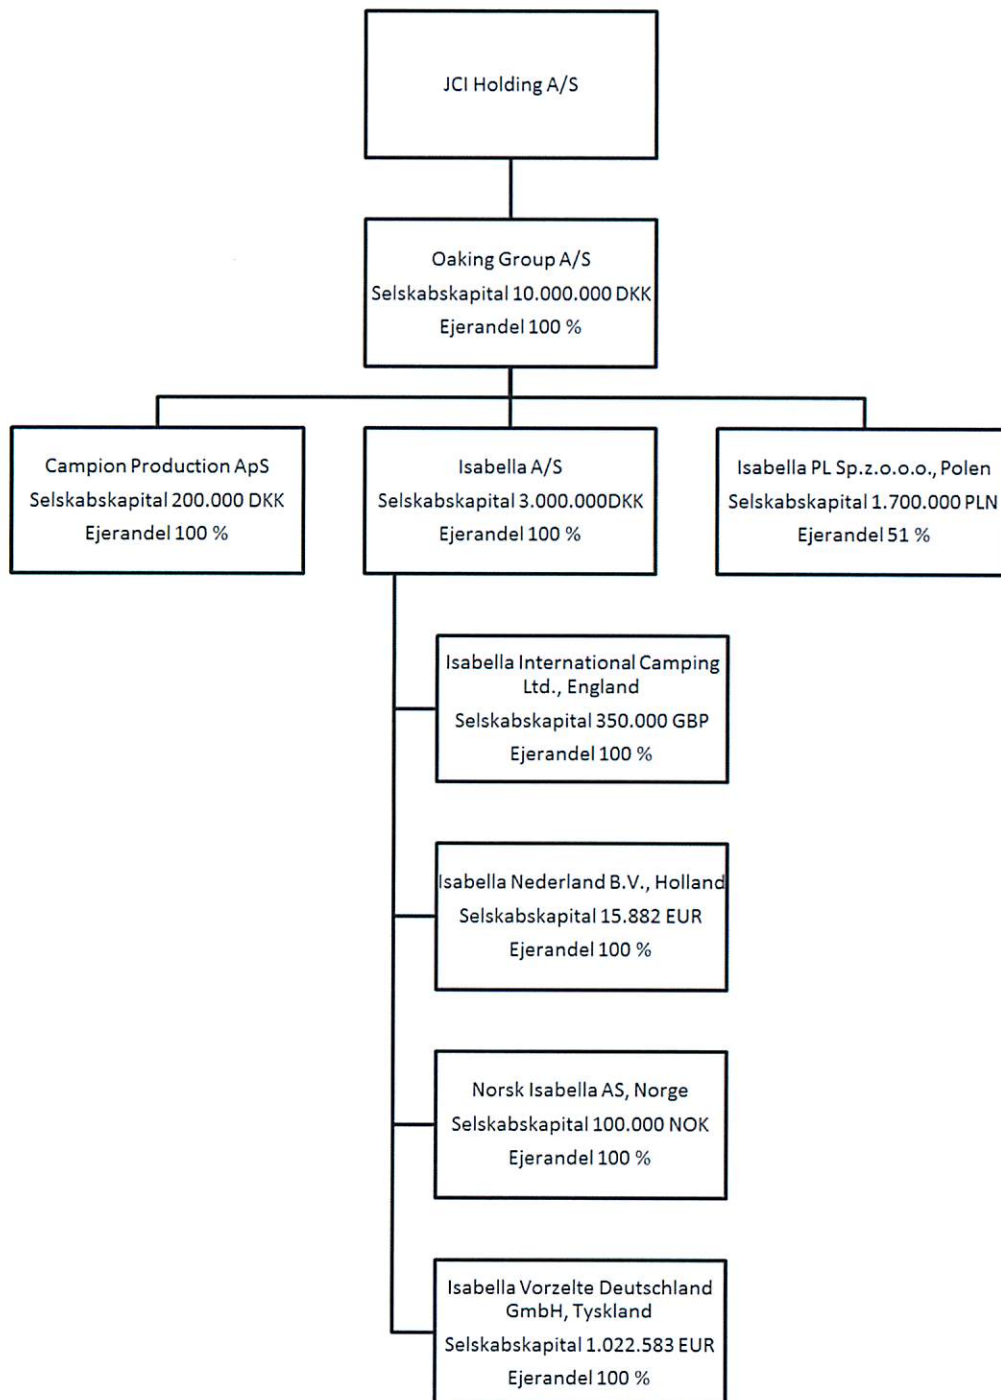 JCI Holding A/S
Oaking Group A/S
Selskabskapital 10.000.000 DKK
Ejerandel 100 %
Campion Production ApS
Selskabskapital 200.000 DKK
Ejerandel 100 %
Isabella A/S
Selskabskapital 3.000.000DKK
Ejerandel 100 %
Isabella PL Sp.z.o.o.o., Polen
Selskabskapital 1.700.000 PLN
Ejerandel 51 %
Isabella International Camping
Ltd., England
Selskabskapital 350.000 GBP
Ejerandel 100 %
Isabella Nederland B.V., Holland
Selskabskapital 15.882 EUR
Ejerandel 100 %
Norsk Isabella AS, Norge
Selskabskapital 100.000 NOK
Ejerandel 100 %
Isabella Vorzelte Deutschland
GmbH, Tyskland
Selskabskapital 1.022.583 EUR
Ejerandel 100 %